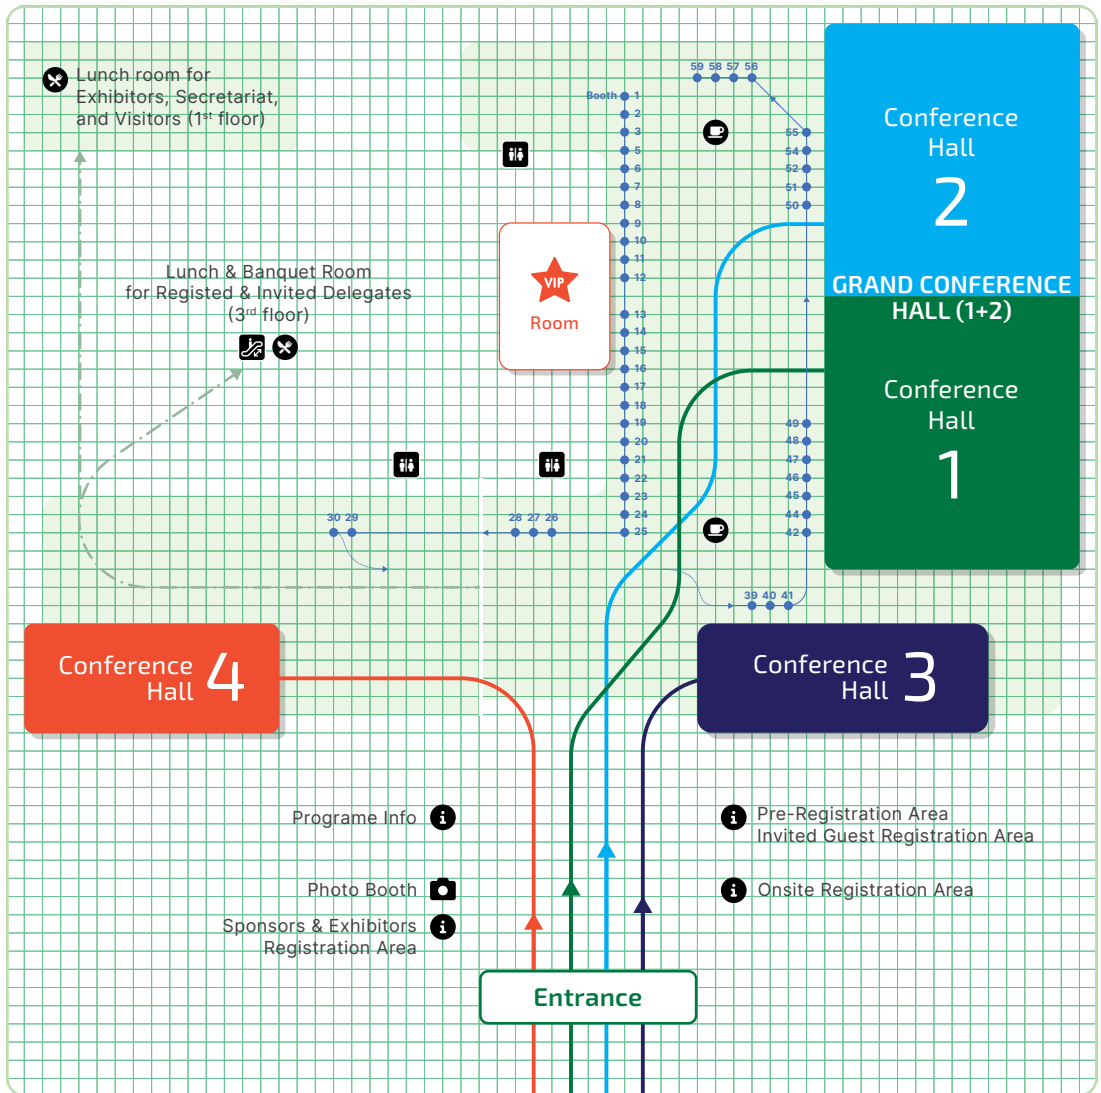 Lunch room for
Exhibitors, Secretariat,
and Visitors (1st floor)
59 58 57 56
Booth 1
2
3
5
6
7
8
9
10
11
12
13
14
15
16
17
18
19
20
21
22
23
24
25
55
54
52
51
50
49
48
47
46
45
44
42
Conference
Hall
2
GRAND CONFERENCE
HALL (1+2)
Conference
Hall
1
VIP
Room
Lunch & Banquet Room
for Registed & Invited Delegates
(3rd floor)
30 29
28 27 26
39 40 41
Conference
Hall
4
Conference
Hall
3
Programe Info
Pre-Registration Area
Invited Guest Registration Area
Photo Booth
Onsite Registration Area
Sponsors & Exhibitors
Registration Area
Entrance